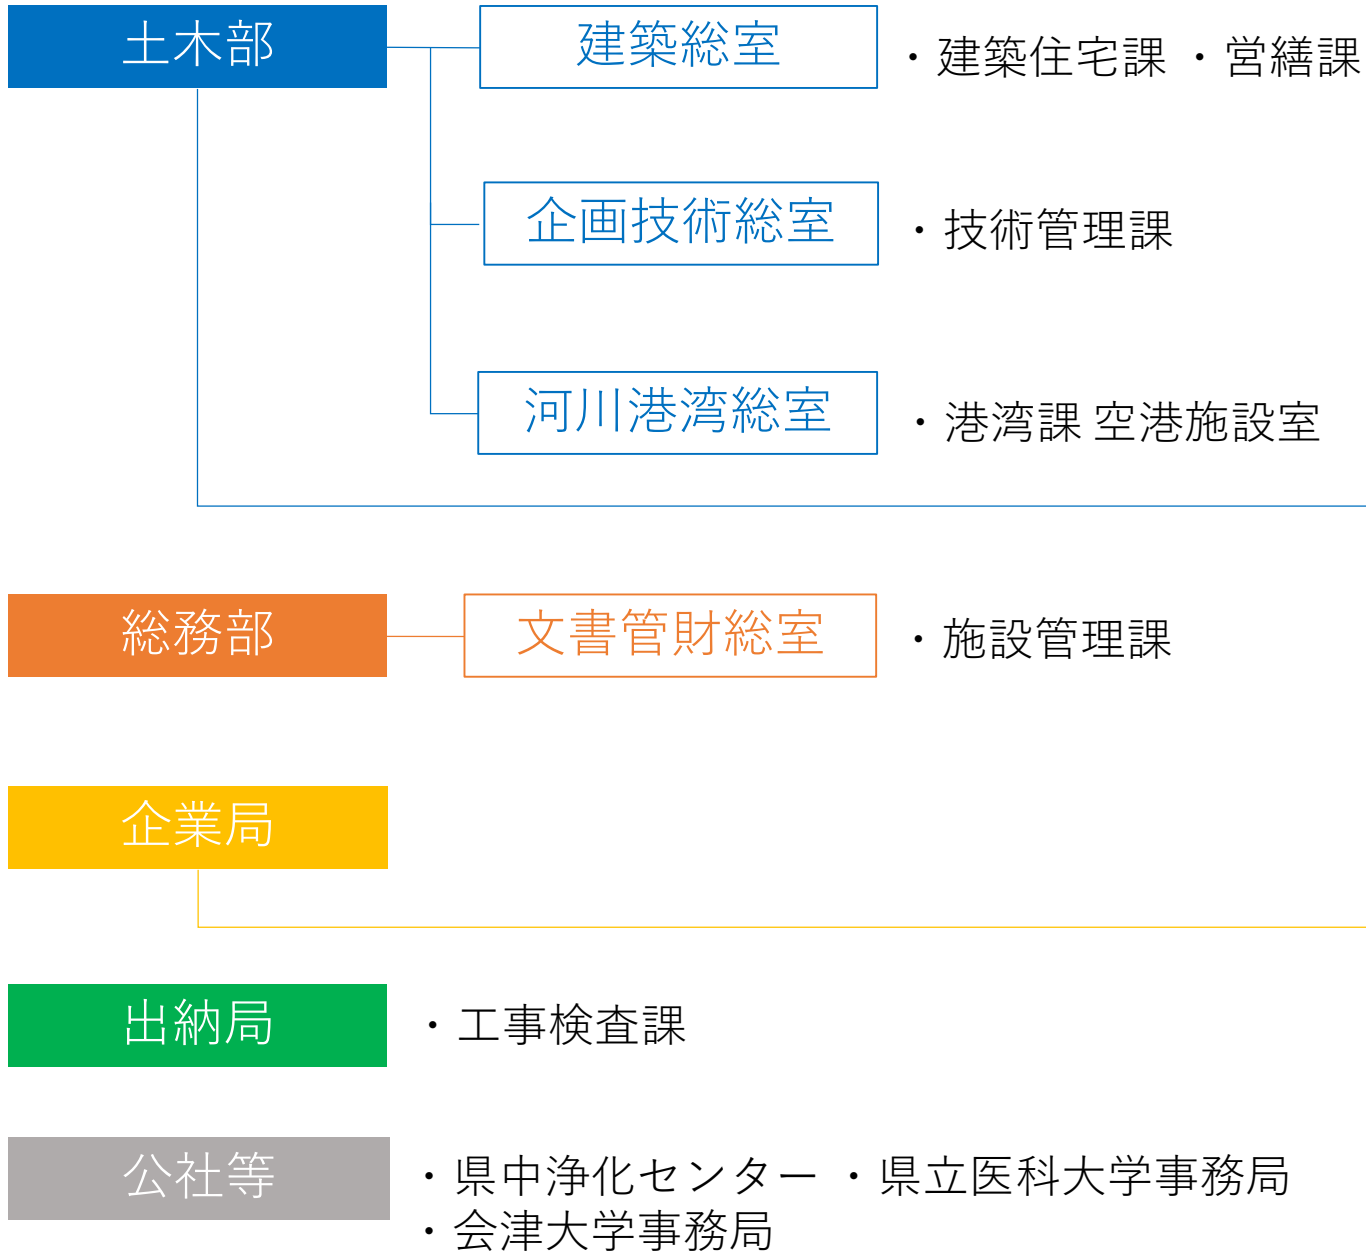 土木部
建築総室
・建築住宅課 ・営繕課
企画技術総室
・技術管理課
河川港湾総室
・港湾課 空港施設室
総務部
文書管財総室
・施設管理課
企業局
出納局
・工事検査課
公社等
・県中浄化センター ・県立医科大学事務局
・会津大学事務局